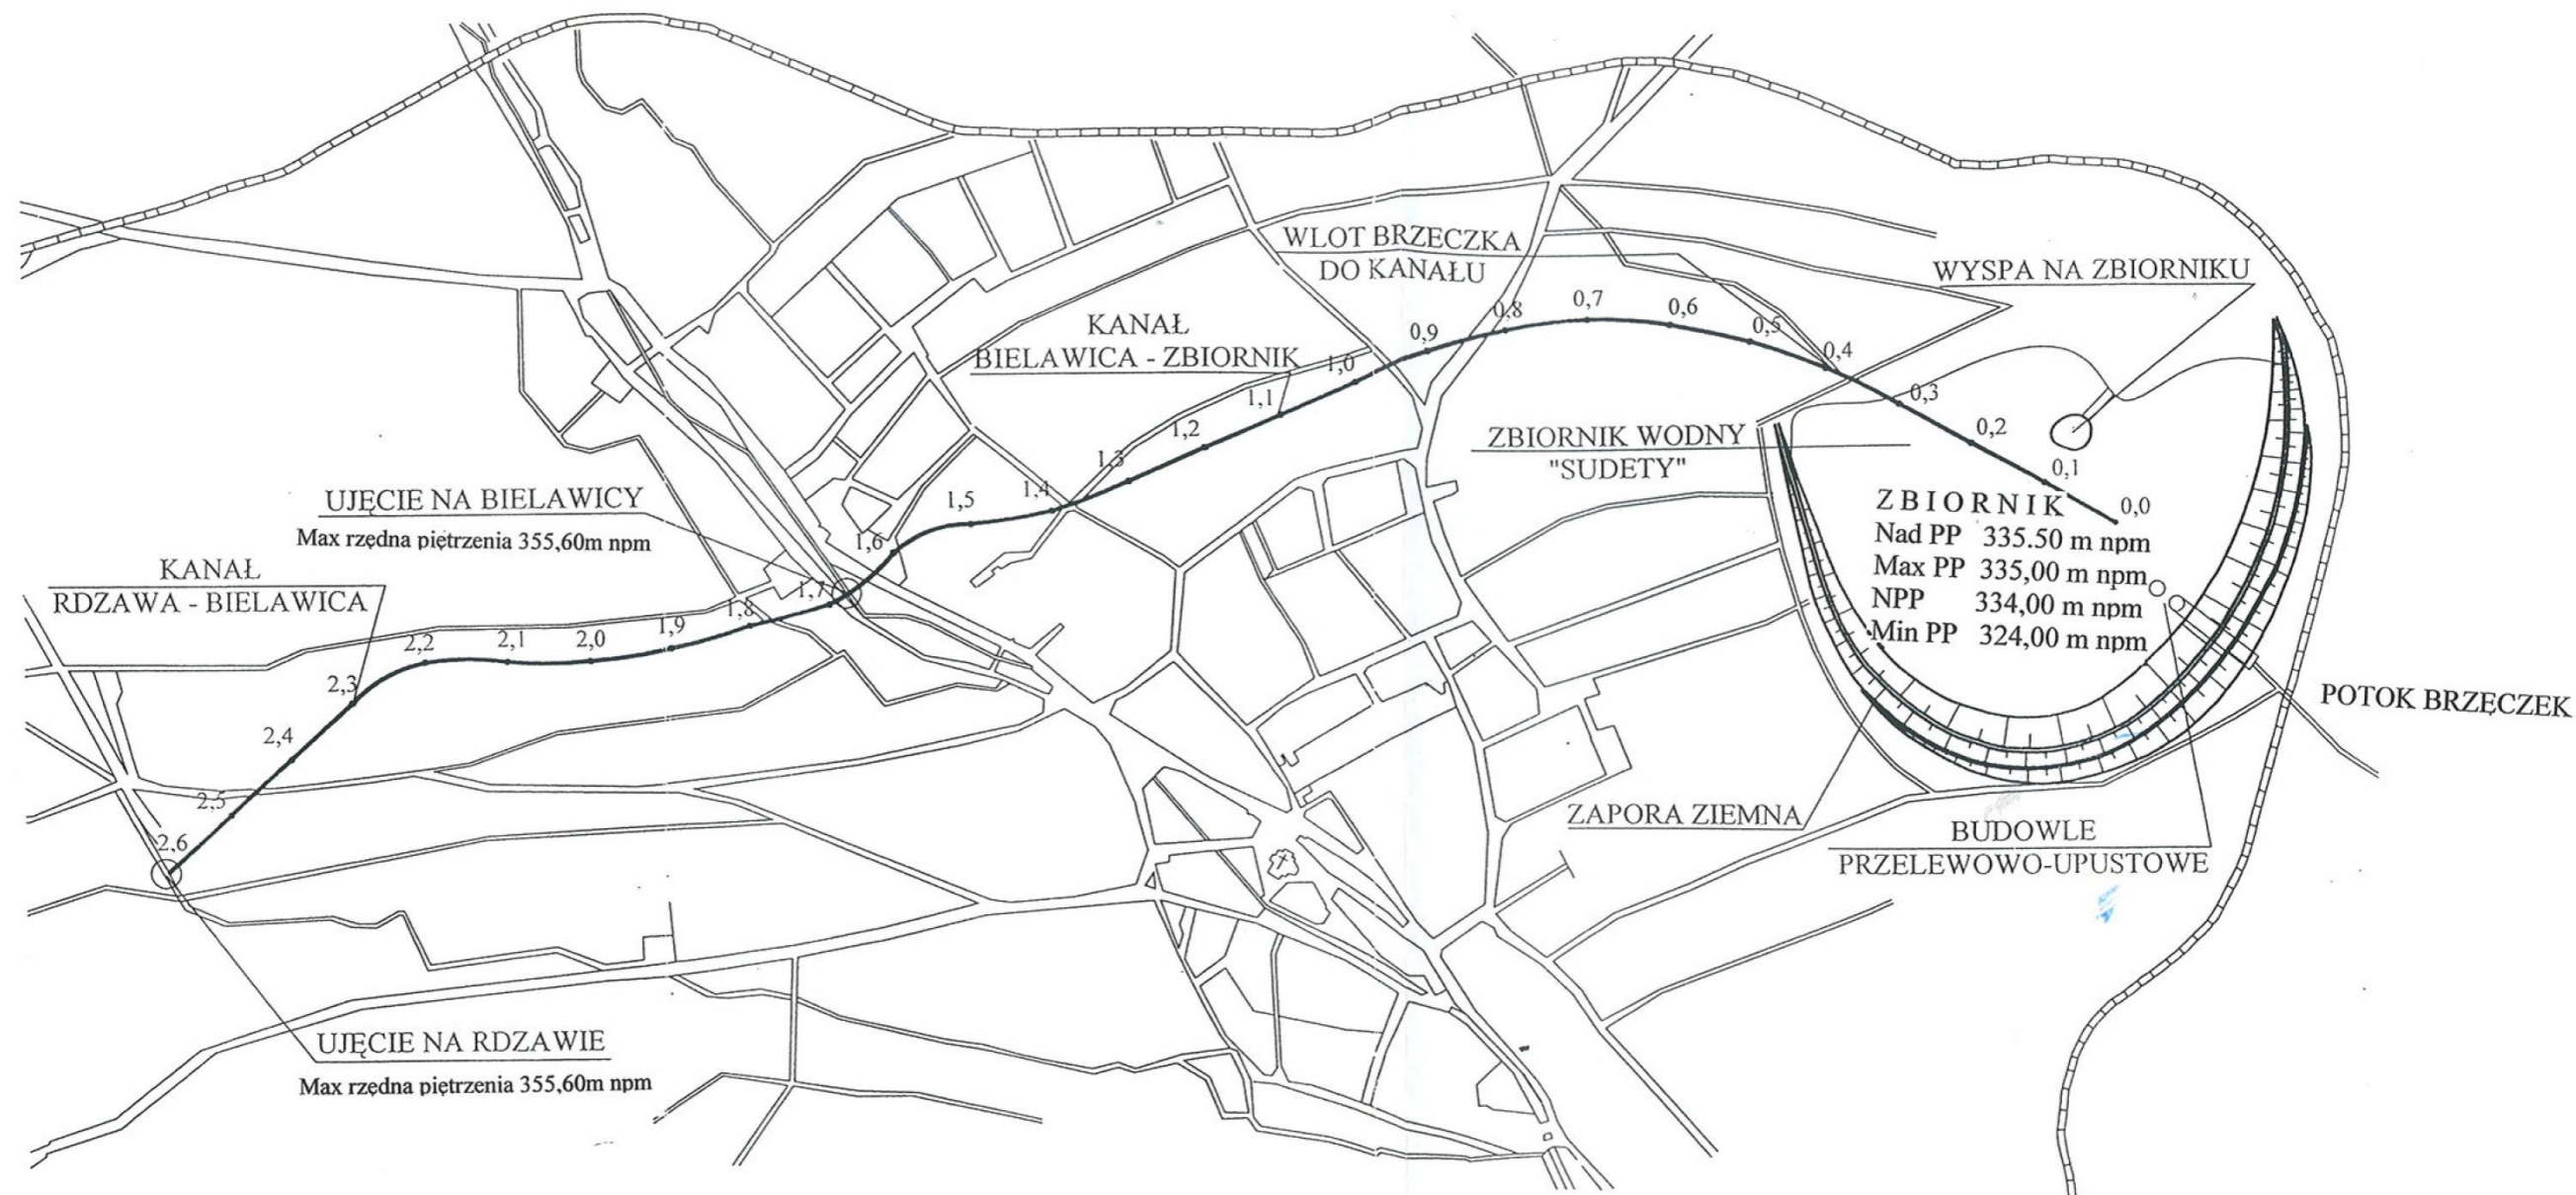 WLOT BRZECZKA
DO KANAŁU
WYSPA NA ZBIORNIKU
KANAŁ
BIELAWICA - ZBIORNIK
ZBIORNIK WODNY
"SUDETY"
UJĘCIE NA BIELAWICY
Max rzędna piętrzenia 355,60m npm
KANAŁ
RDZAWA - BIELAWICA
ZBIORNIK
Nad PP 335.50 m npm
Max PP 335,00 m npm
NPP 334,00 m npm
Min PP 324,00 m npm
POTOK BRZĘCZEK
ZAPORA ZIEMNA
BUDOWLE
PRZELEWOWO-UPUSTOWE
UJĘCIE NA RDZAWIE
Max rzędna piętrzenia 355,60m npm
0,0
0,1
0,2
0,3
0,4
0,5
0,6
0,7
0,8
0,9
1,0
1,1
1,2
1,3
1,4
1,5
1,6
1,7
1,8
1,9
2,0
2,1
2,2
2,3
2,4
2,5
2,6